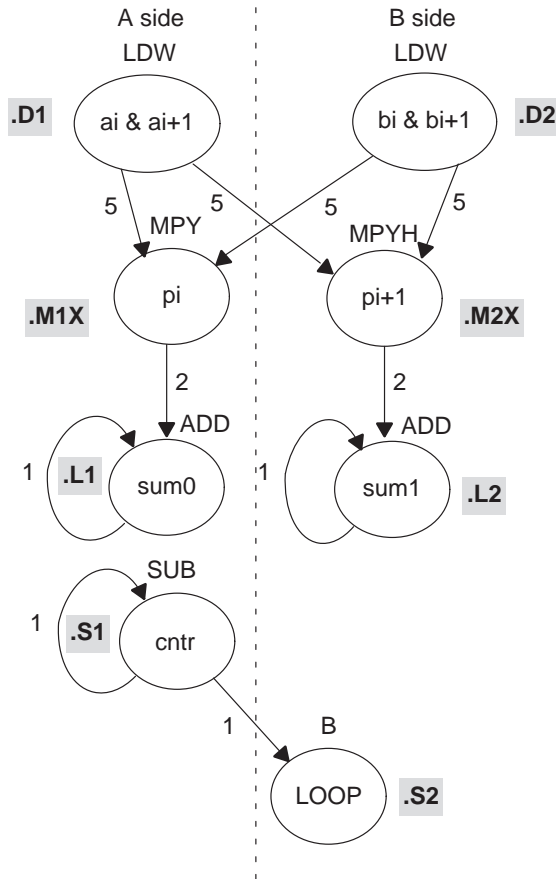 A side
B side
LDW
LDW
.D1
ai & ai+1
bi & bi+1
.D2
5
5
5
5
MPY
MPYH
.M1X
pi
pi+1
.M2X
2
2
ADD
ADD
1
.L1
sum0
1
sum1
.L2
SUB
1
.S1
cntr
1
B
LOOP
.S2